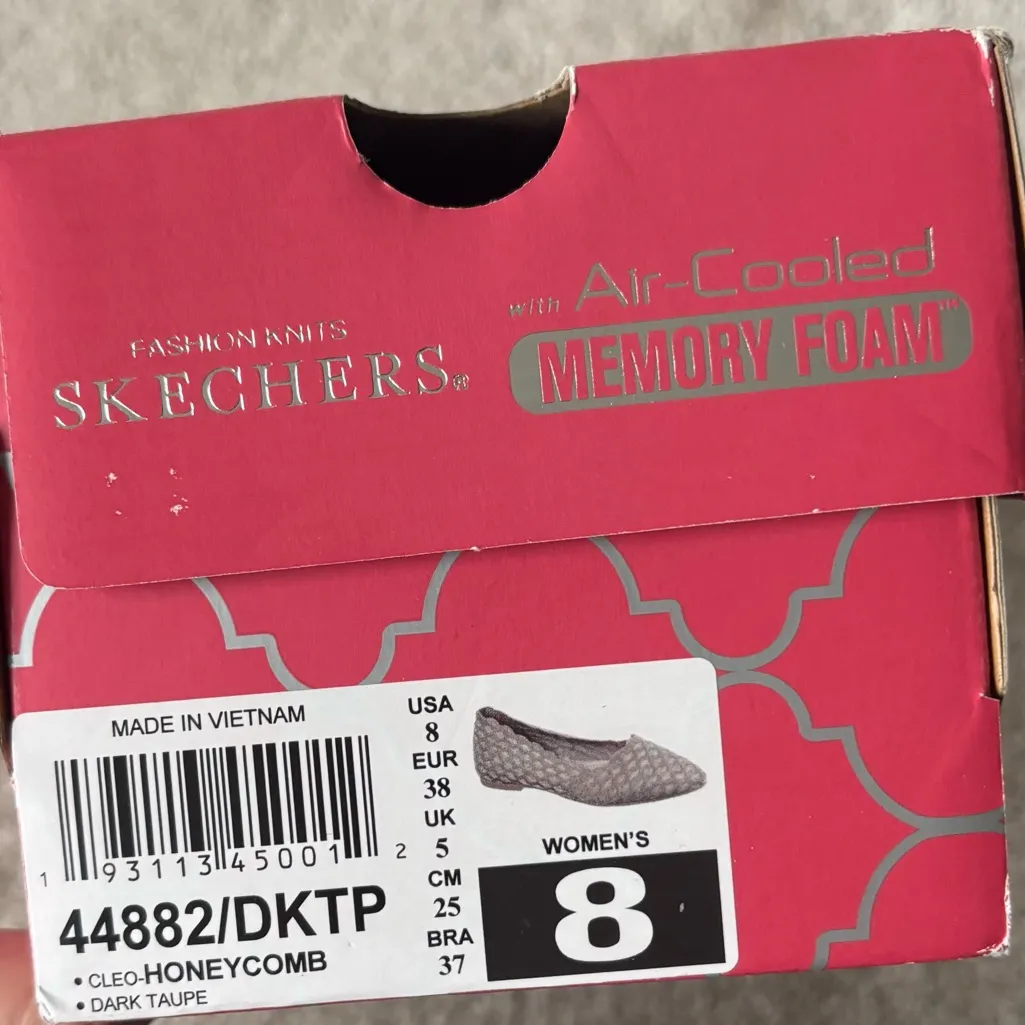 FASHION KNITS
SKECHERS®
with Air-Cooled
MEMORY FOAM™
MADE IN VIETNAM
1 93113 45001 2
44882/DKTP
• CLEO-HONEYCOMB
• DARK TAUPE
USA
8
EUR
38
UK
5
CM
25
BRA
37
WOMEN'S
8